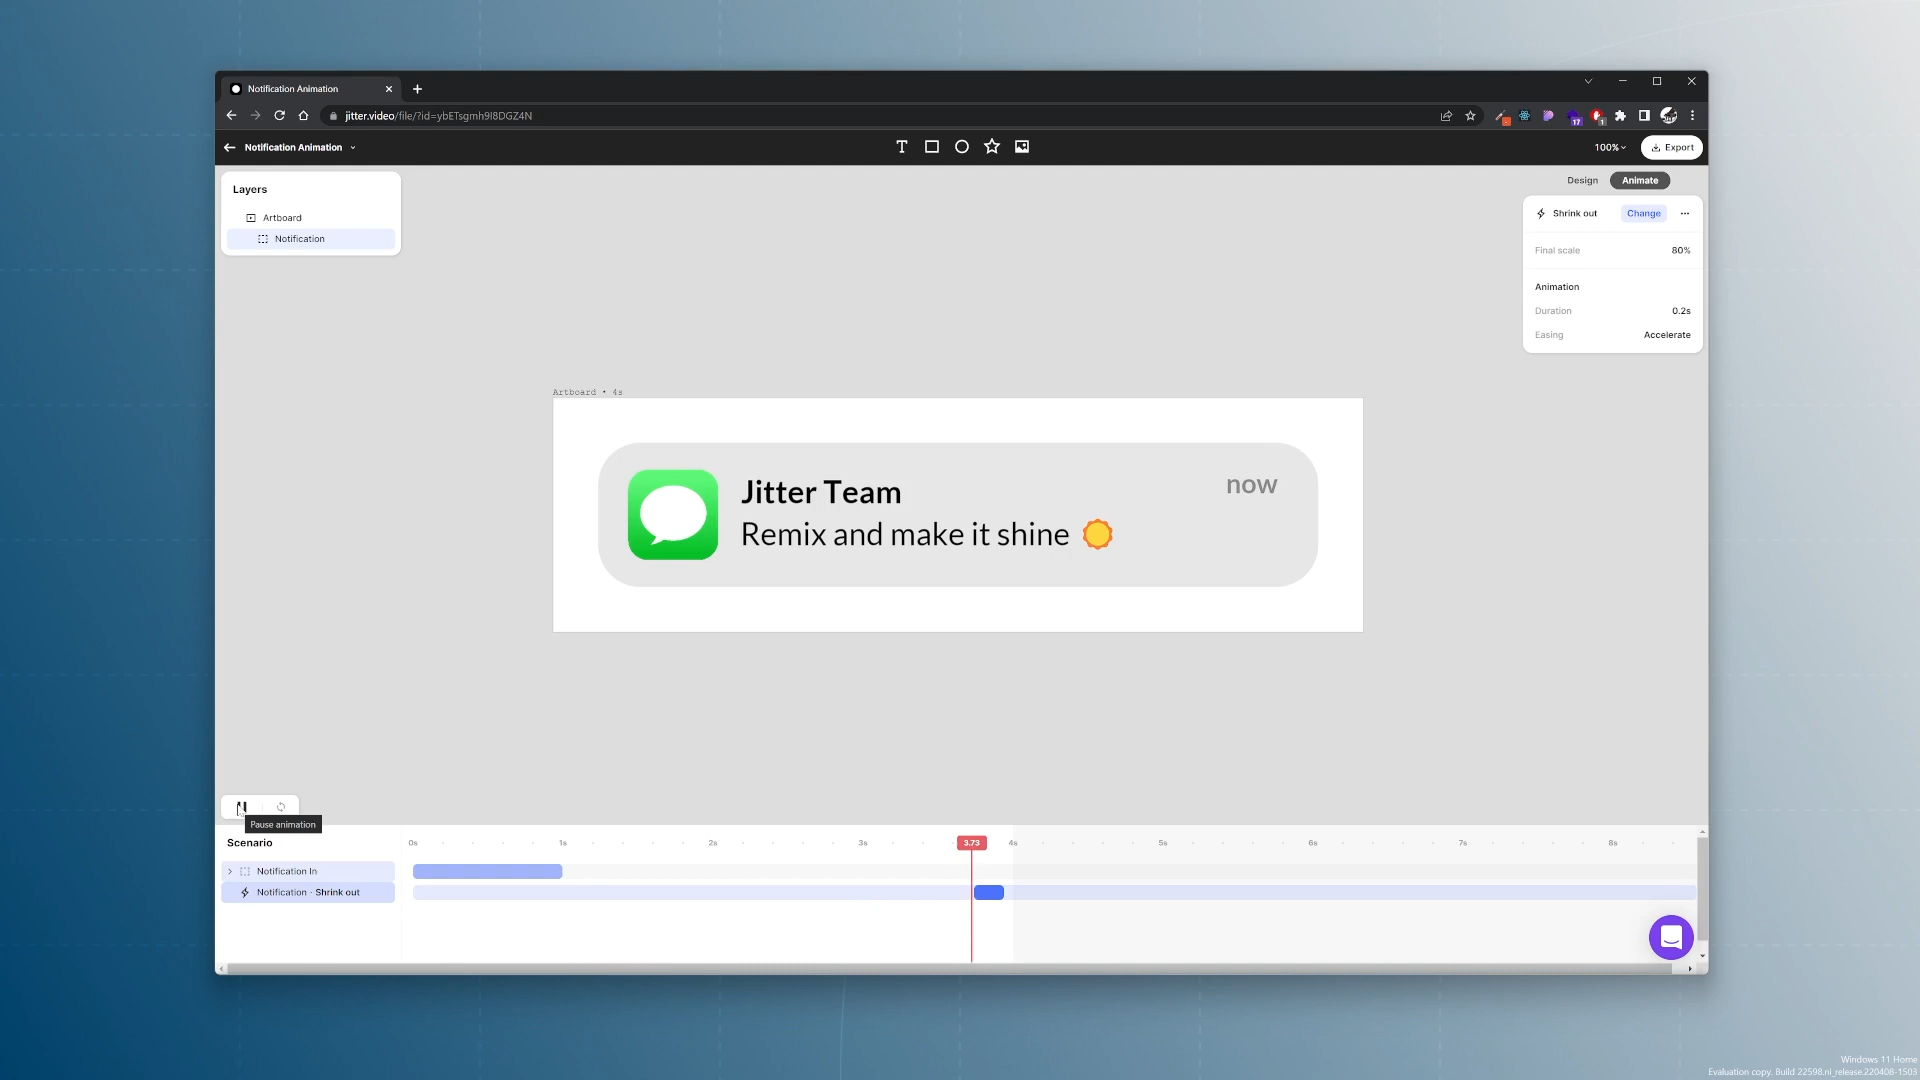 Notification Animation
jitter.video/file/?id=ybETsgmh9I8DGZ4N
17
1
Notification Animation
T
100%
Export
Layers
Artboard
Notification
Design
Animate
Shrink out
Change
Final scale
80%
Animation
Duration
0.2s
Easing
Accelerate
Artboard • 4s
Jitter Team
now
Remix and make it shine
Pause animation
Scenario
0s
1s
2s
3s
3.73
4s
5s
6s
7s
8s
Notification In
Notification · Shrink out
Windows 11 Home
Evaluation copy. Build 22598.ni_release.220408-1503